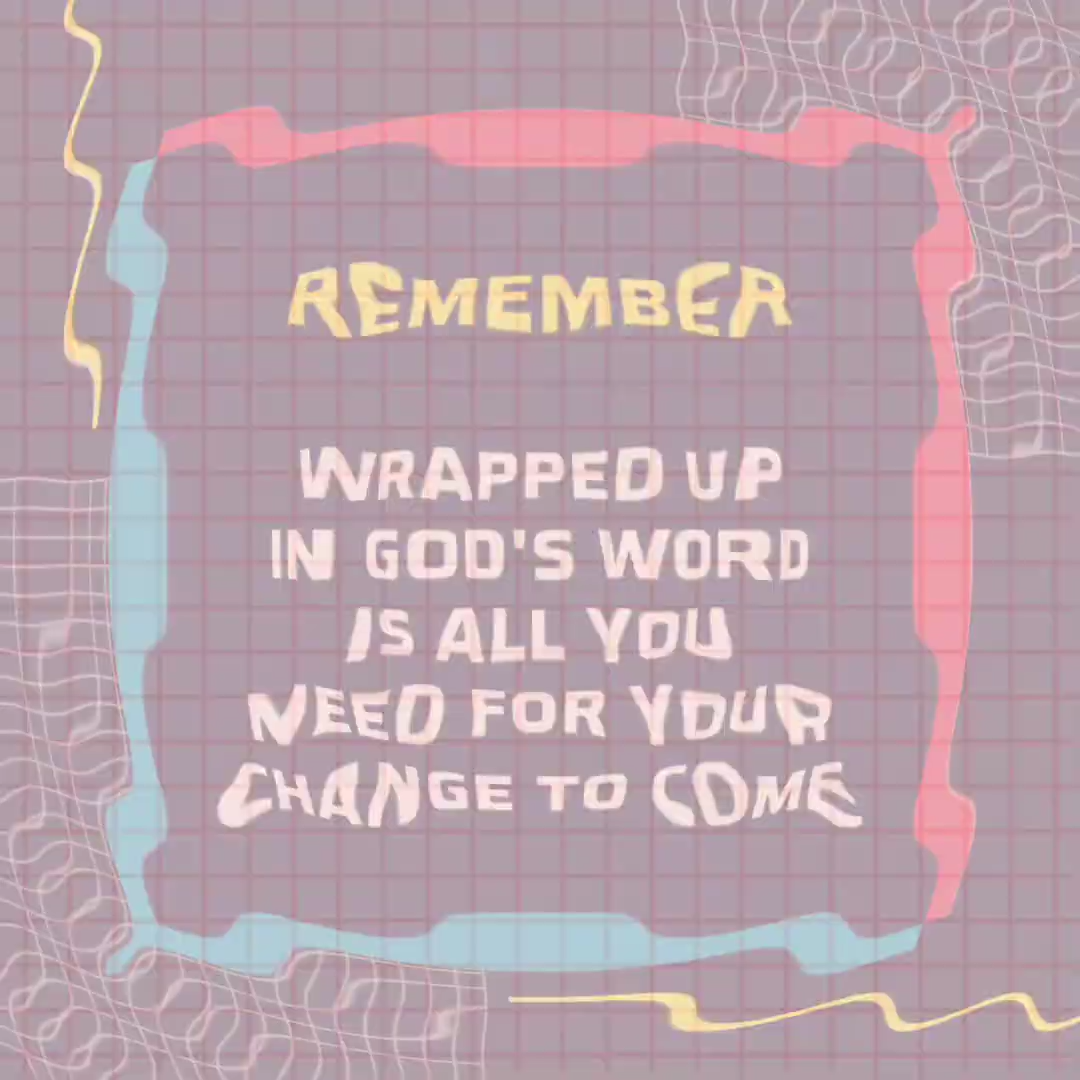 REMEMBER
WRAPPED UP
IN GOD'S WORD
IS ALL YOU
NEED FOR YOUR
CHANGE TO COME